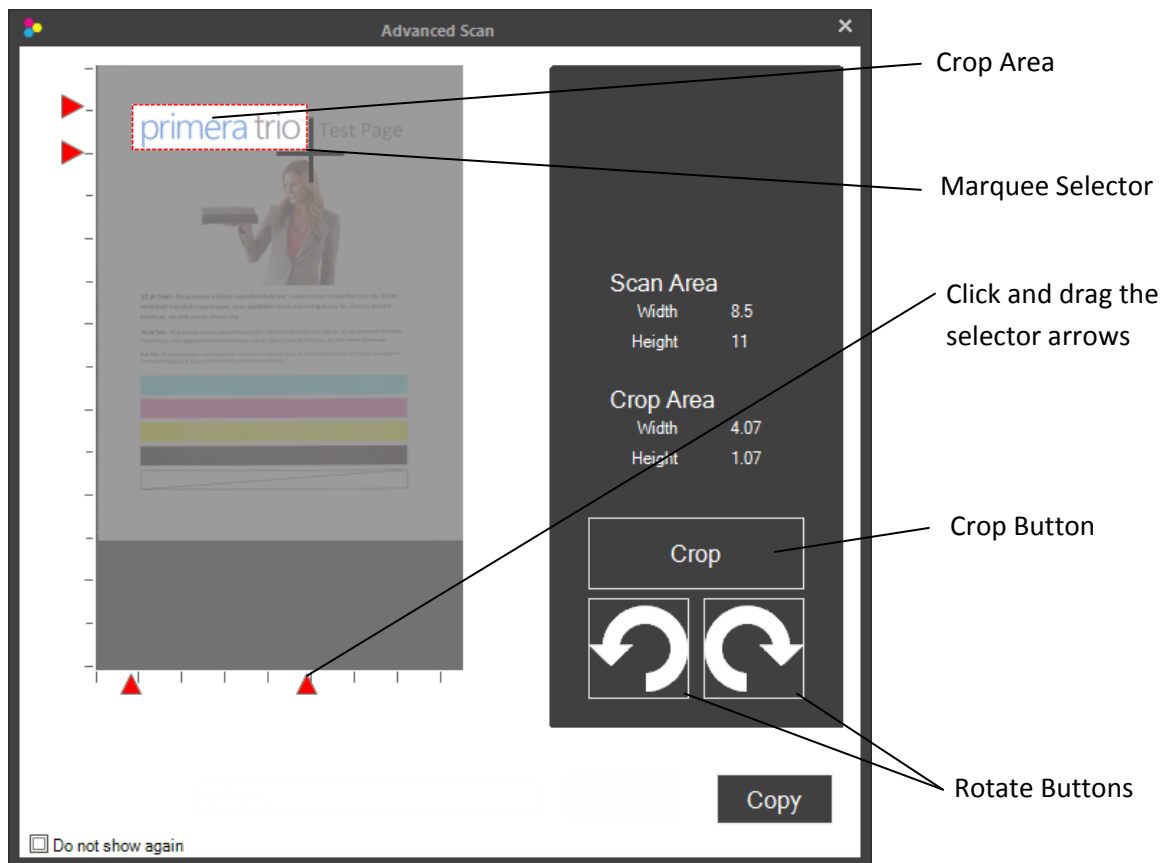 Advanced Scan
Crop Area
primera trio Test Page
Marquee Selector
Scan Area
Width 8.5
Height 11
Click and drag the
selector arrows
Crop Area
Width 4.07
Height 1.07
Crop
Crop Button
Copy
Rotate Buttons
Do not show again